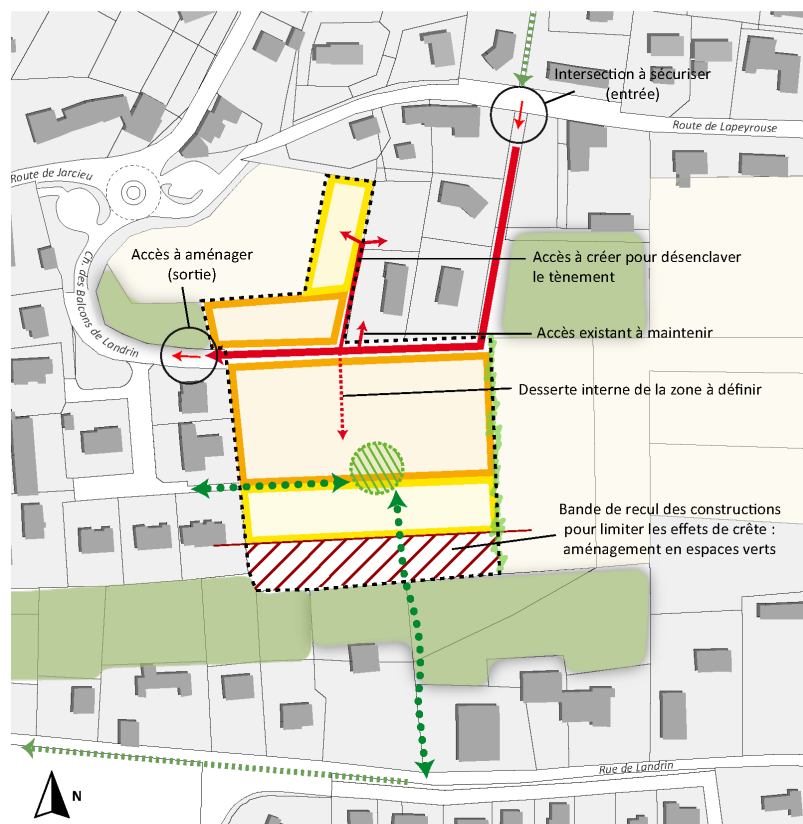 Intersection à sécuriser
(entrée)
Route de Lapeyrouse
Route de Jarcieu
Accès à aménager
(sortie)
Accès à créer pour désenclaver
le tènement
Ch. des Balcons de Landrin
Accès existant à maintenir
Desserte interne de la zone à définir
Bande de recul des constructions
pour limiter les effets de crête :
aménagement en espaces verts
Rue de Landrin
N